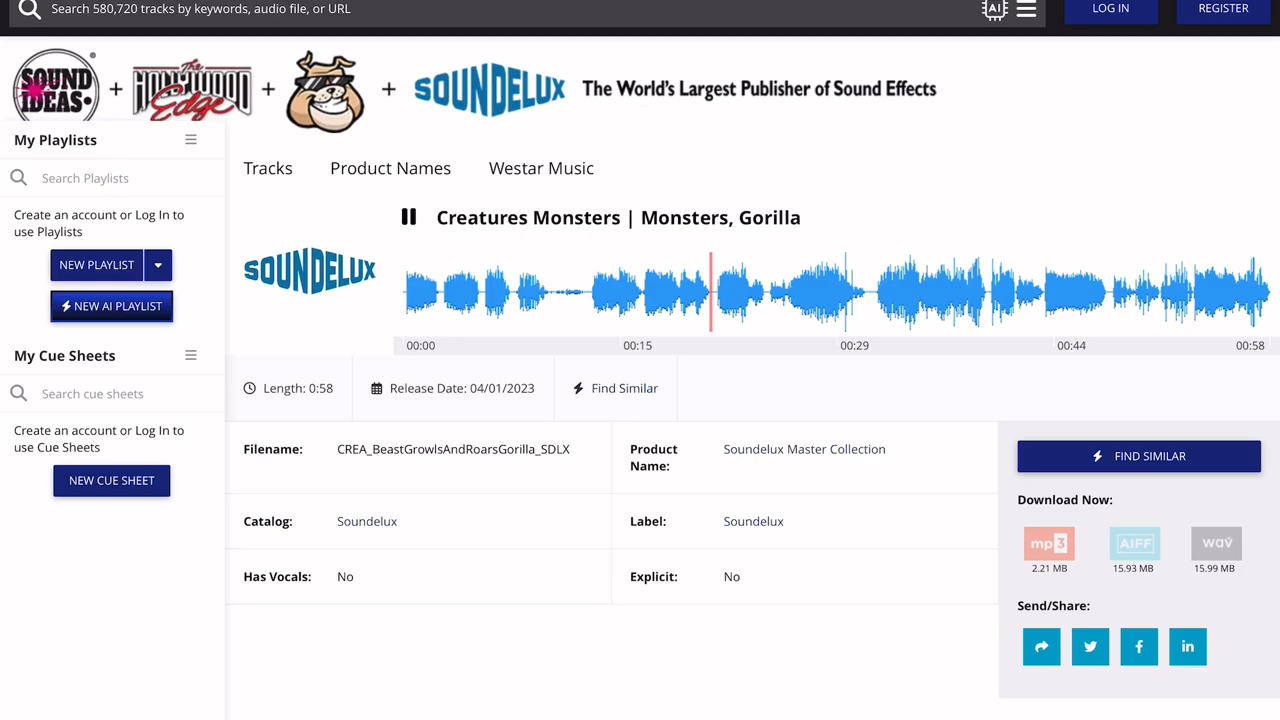 Search 580,720 tracks by keywords, audio file, or URL
AI
LOG IN
REGISTER
SOUND IDEAS
+
The HOLLYWOOD Edge
+
+
SOUNDELUX
The World's Largest Publisher of Sound Effects
My Playlists
Search Playlists
Create an account or Log In to
use Playlists
NEW PLAYLIST
NEW AI PLAYLIST
My Cue Sheets
Search cue sheets
Create an account or Log In to
use Cue Sheets
NEW CUE SHEET
Tracks
Product Names
Westar Music
SOUNDELUX
Creatures Monsters | Monsters, Gorilla
00:00
00:15
00:29
00:44
00:58
Length: 0:58
Release Date: 04/01/2023
Find Similar
Filename:
CREA_BeastGrowlsAndRoarsGorilla_SDLX
Product
Name:
Soundelux Master Collection
Catalog:
Soundelux
Label:
Soundelux
Has Vocals:
No
Explicit:
No
FIND SIMILAR
Download Now:
mp3
AIFF
wav
2.21 MB
15.93 MB
15.99 MB
Send/Share:
f
in